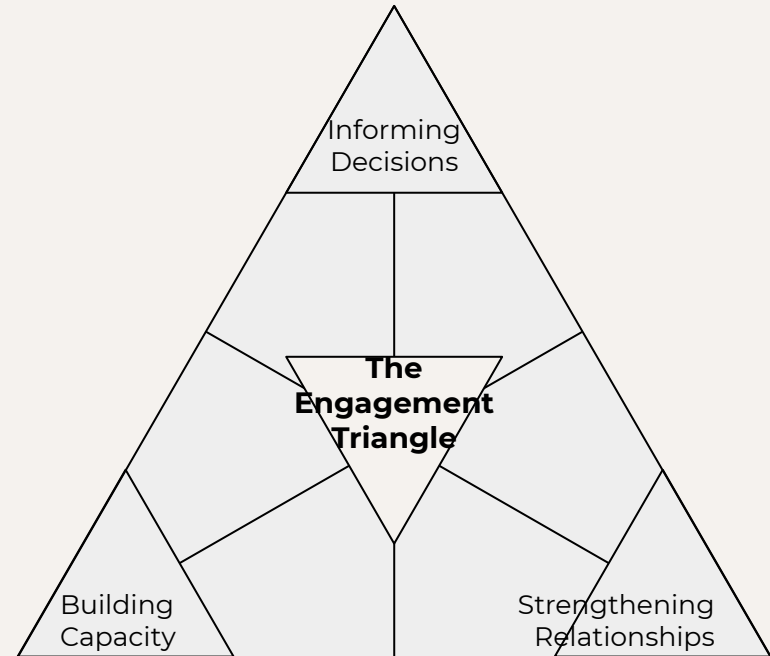 Informing
Decisions
The
Engagement
Triangle
Building
Capacity
Strengthening
Relationships